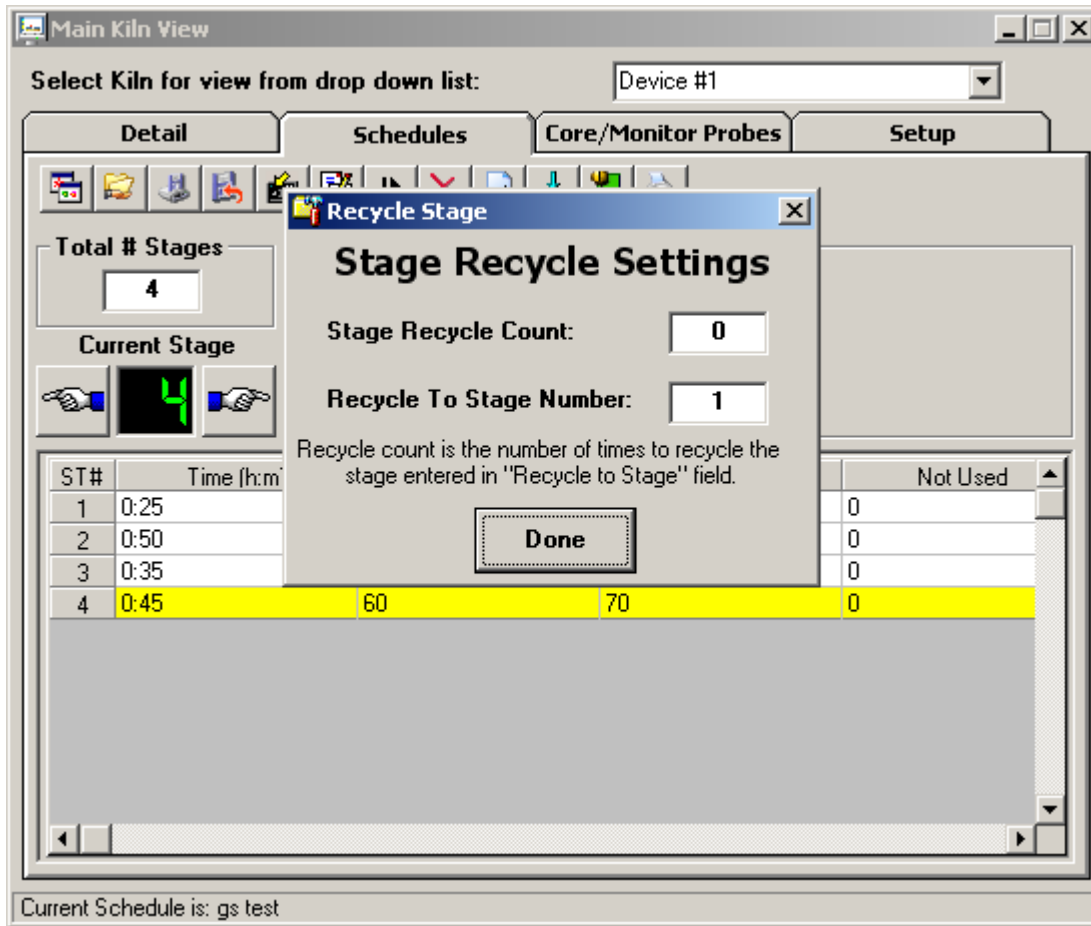 Main Kiln View
Select Kiln for view from drop down list: Device #1
Detail Schedules Core/Monitor Probes Setup
Recycle Stage
Total # Stages
4
Stage Recycle Settings
Stage Recycle Count: 0
Current Stage
4
Recycle To Stage Number: 1
Recycle count is the number of times to recycle the
stage entered in "Recycle to Stage" field.
Done
ST# Time (h:m Not Used
1 0:25 0
2 0:50 0
3 0:35 0
4 0:45 60 70 0
Current Schedule is: gs test